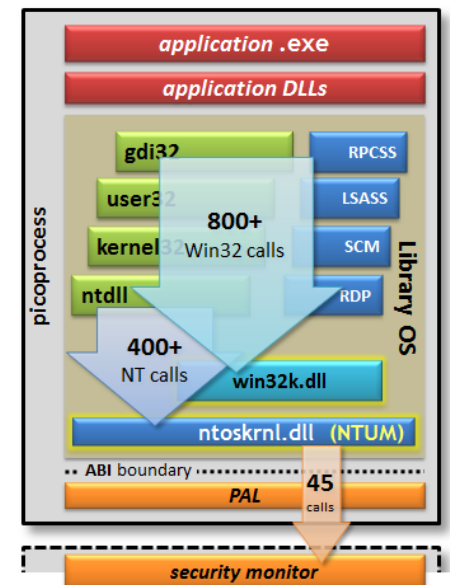 application .exe
application DLLs
picoprocess
gdi32
RPCSS
user32
LSASS
800+
Win32 calls
kernel32
SCM
Library OS
ntdll
RDP
400+
NT calls
win32k.dll
ntoskrnl.dll (NTUM)
ABI boundary
45
calls
PAL
security monitor